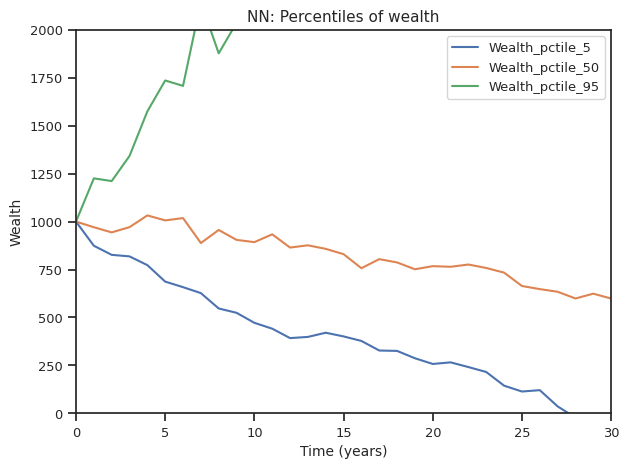 NN: Percentiles of wealth
Wealth_pctile_5
Wealth_pctile_50
Wealth_pctile_95
Wealth
2000
1750
1500
1250
1000
750
500
250
0
0 5 10 15 20 25 30
Time (years)